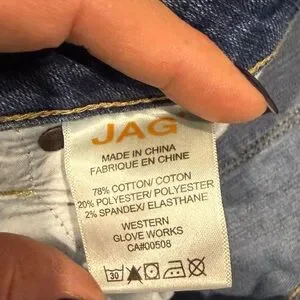 JAG
MADE IN CHINA
FABRIQUE EN CHINE
78% COTTON/ COTON
20% POLYESTER/ POLYESTER
2% SPANDEX/ ELASTHANE
WESTERN
GLOVE WORKS
CA#00508
30